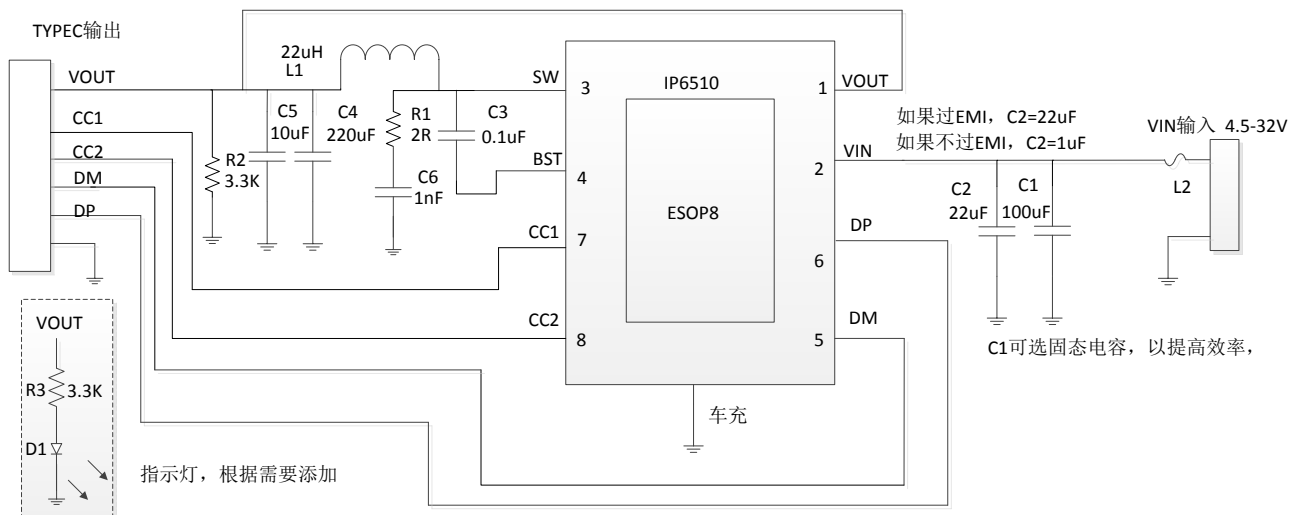 TYPEC输出
VOUT
CC1
CC2
DM
DP
22uH
L1
C5
10uF
C4
220uF
R2
3.3K
R1
2R
C3
0.1uF
C6
1nF
SW
BST
CC1
CC2
3
4
7
8
IP6510
ESOP8
1
2
6
5
VOUT
VIN
DP
DM
如果过EMI，C2=22uF
如果不过EMI，C2=1uF
VIN输入 4.5-32V
C2
22uF
C1
100uF
L2
C1可选固态电容，以提高效率，
车充
VOUT
R3
3.3K
D1
指示灯，根据需要添加